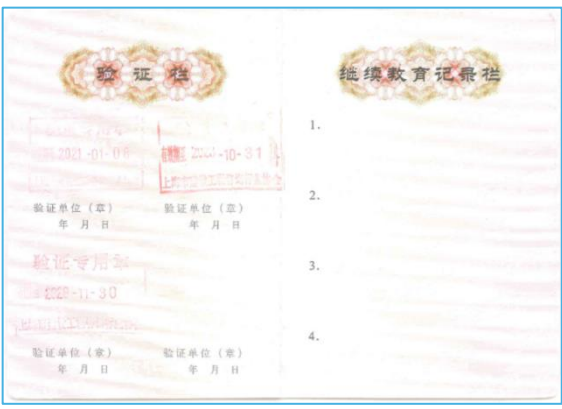 验证栏
2021-01-08
-10-31
验证单位（章）
年 月 日
验证单位（章）
年 月 日
验证专用章
-11-30
验证单位（章）
年 月 日
验证单位（章）
年 月 日
继续教育记录栏
1.
2.
3.
4.